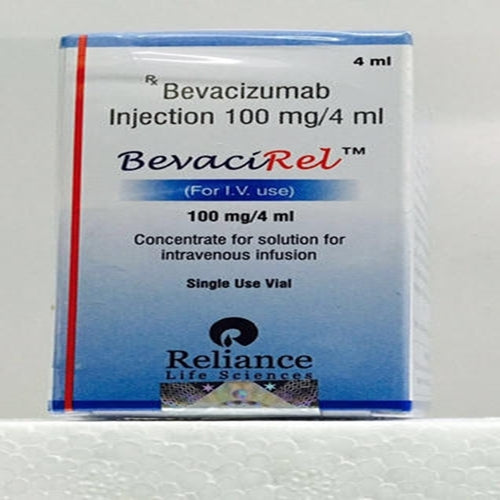 4 ml
Rx Bevacizumab
Injection 100 mg/4 ml
BevaciRel™
(For I.V. use)
100 mg/4 ml
Concentrate for solution for
intravenous infusion
Single Use Vial
Reliance
Life Sciences